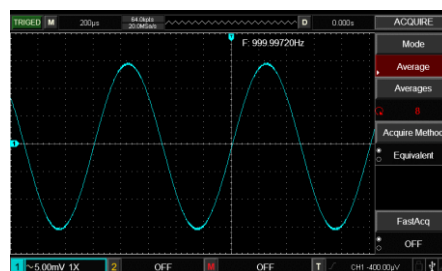 TRIGED M 200μs 64.0kpts D 0.000s ACQUIRE
20.0MSa/s
T
F: 999.99720Hz
Mode
Average
Averages
8
Acquire Method
Equivalent
FastAcq
OFF
1
1 ~5.00mV 1X 2 OFF M OFF T CH1 -400.00μV